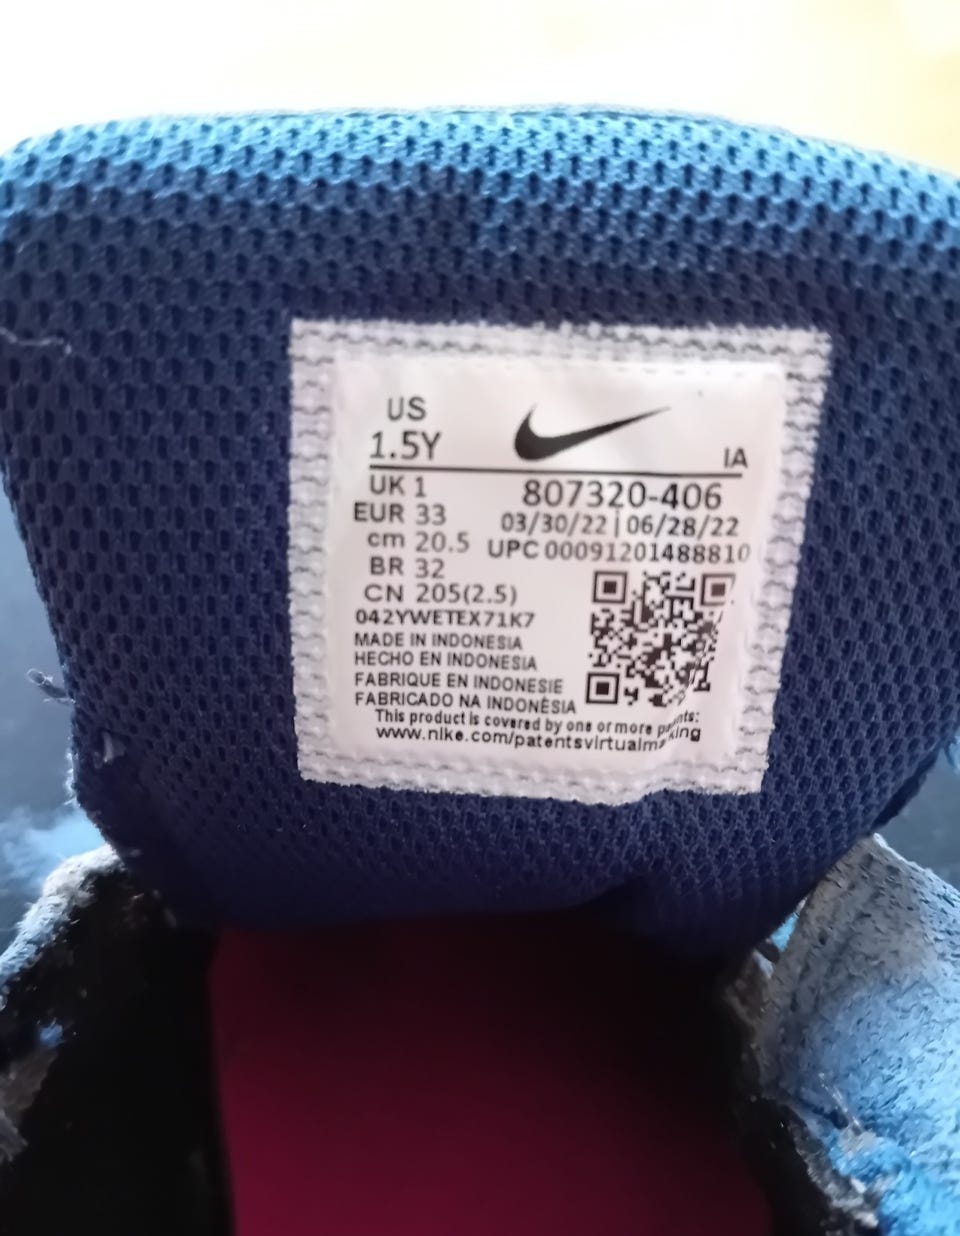 US
1.5Y
IA
UK 1
EUR 33
cm 20.5
BR 32
CN 205(2.5)
807320-406
03/30/22 | 06/28/22
UPC 00091201488810
042YWETEX71K7
MADE IN INDONESIA
HECHO EN INDONESIA
FABRIQUE EN INDONESIE
FABRICADO NA INDONÈSIA
This product is covered by one or more patents:
www.nike.com/patentsvirtualmarking